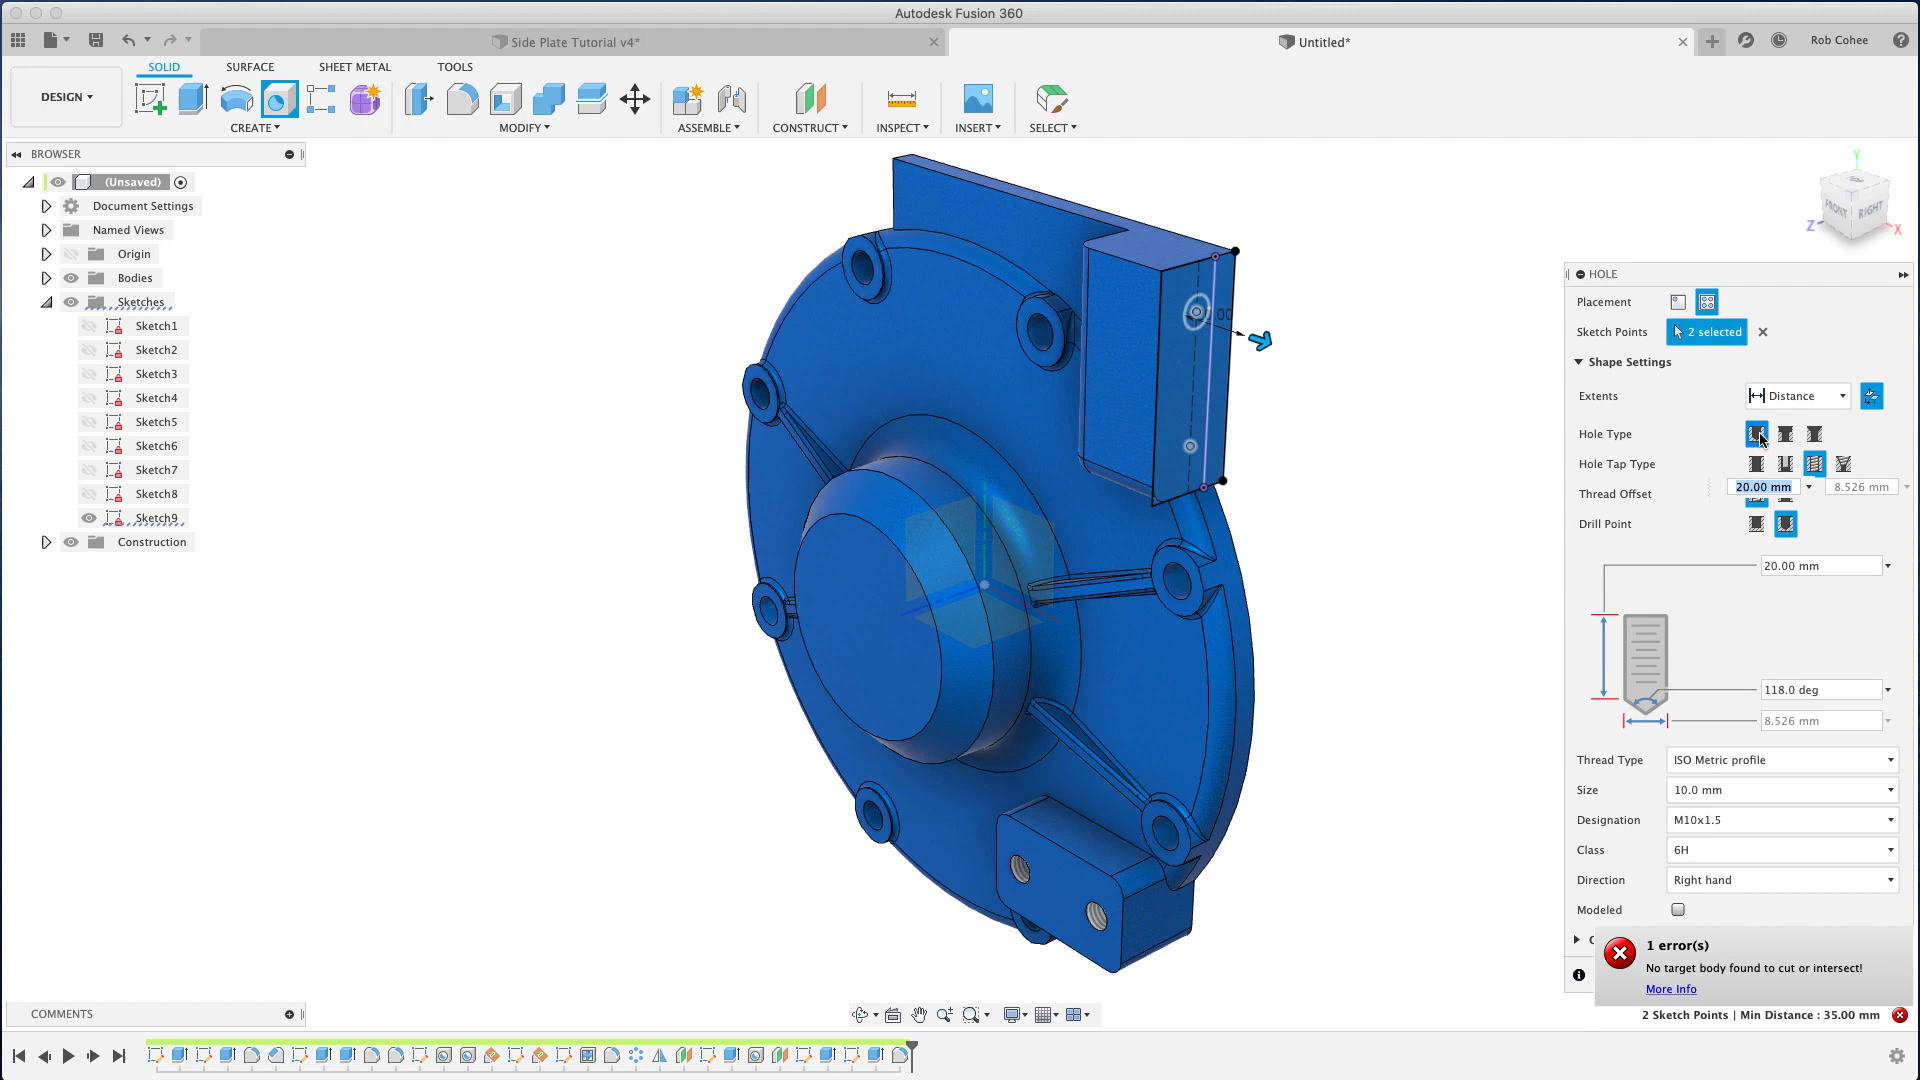 Autodesk Fusion 360
Side Plate Tutorial v4*
Untitled*
Rob Cohee
DESIGN
SOLID
SURFACE
SHEET METAL
TOOLS
CREATE
MODIFY
ASSEMBLE
CONSTRUCT
INSPECT
INSERT
SELECT
BROWSER
(Unsaved)
Document Settings
Named Views
Origin
Bodies
Sketches
Sketch1
Sketch2
Sketch3
Sketch4
Sketch5
Sketch6
Sketch7
Sketch8
Sketch9
Construction
Y
FRONT
RIGHT
Z
X
HOLE
Placement
Sketch Points
2 selected
Shape Settings
Extents
Distance
Hole Type
Hole Tap Type
Thread Offset
20.00 mm
8.526 mm
Drill Point
20.00 mm
118.0 deg
8.526 mm
Thread Type
ISO Metric profile
Size
10.0 mm
Designation
M10x1.5
Class
6H
Direction
Right hand
Modeled
1 error(s)
No target body found to cut or intersect!
More Info
2 Sketch Points | Min Distance : 35.00 mm
COMMENTS